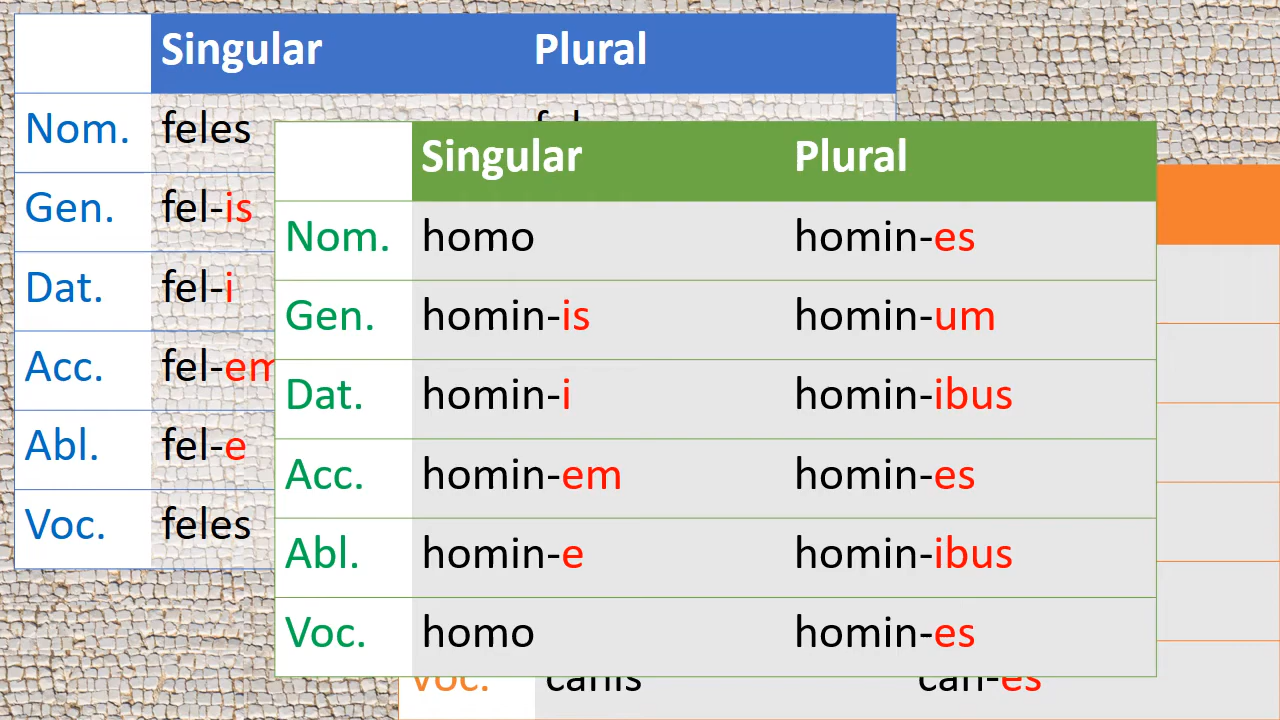 Singular Plural
Nom. feles
Gen. fel-is
Dat. fel-i
Acc. fel-em
Abl. fel-e
Voc. feles
Singular Plural
Nom. homo homin-es
Gen. homin-is homin-um
Dat. homin-i homin-ibus
Acc. homin-em homin-es
Abl. homin-e homin-ibus
Voc. homo homin-es
Voc. canis can-es